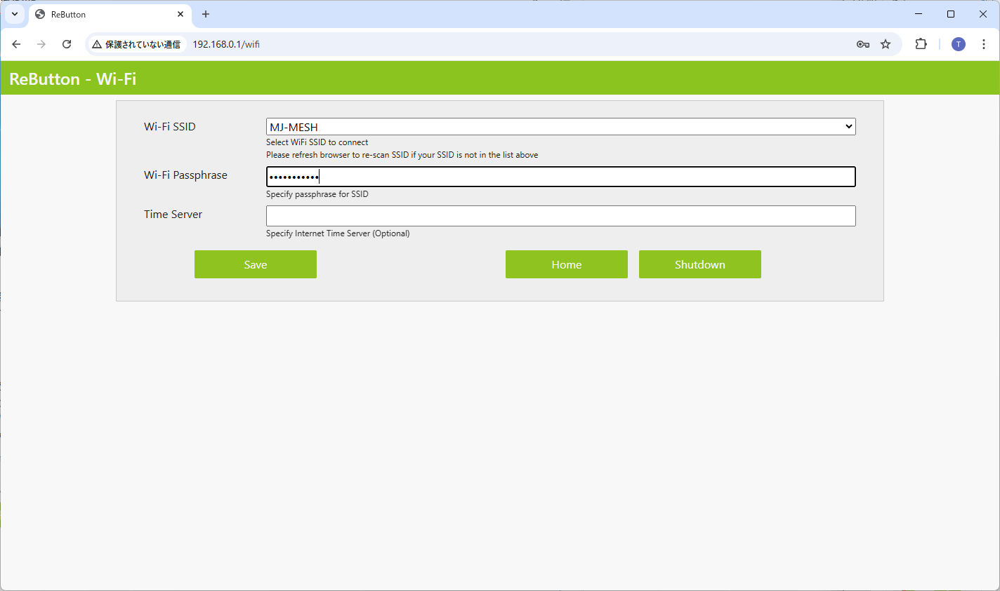 ReButton
保護されていない通信
192.168.0.1/wifi
T
ReButton - Wi-Fi
Wi-Fi SSID
MJ-MESH
Select WiFi SSID to connect
Please refresh browser to re-scan SSID if your SSID is not in the list above
Wi-Fi Passphrase
•••••••••••
Specify passphrase for SSID
Time Server
Specify Internet Time Server (Optional)
Save
Home
Shutdown